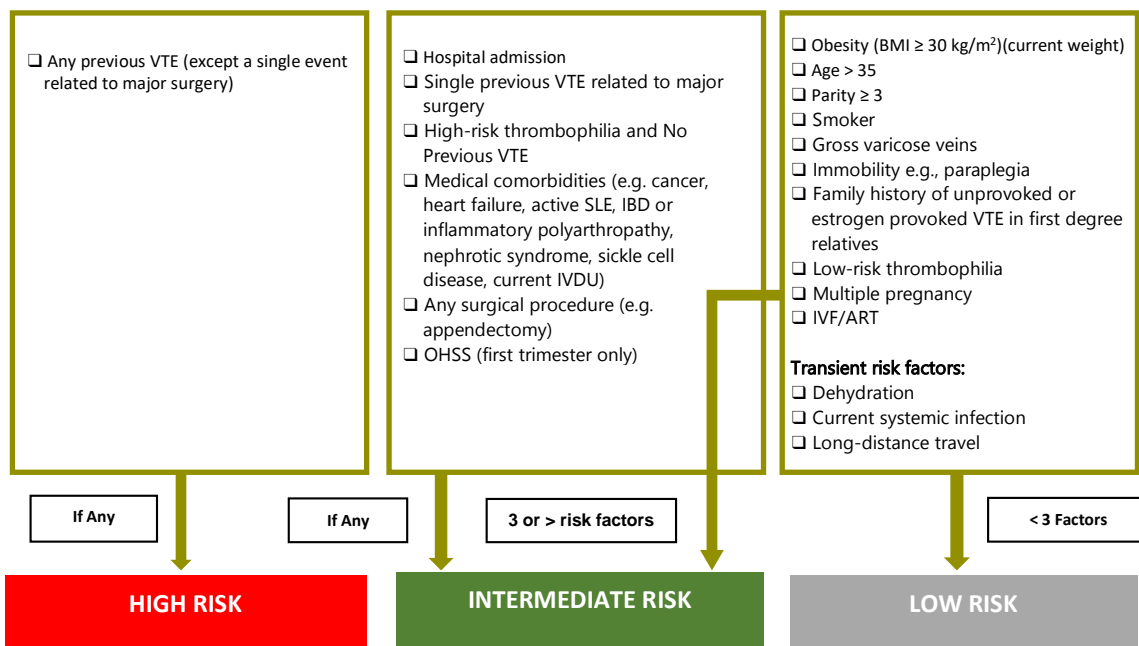 ❑ Any previous VTE (except a single event
related to major surgery)
❑ Hospital admission
❑ Single previous VTE related to major
surgery
❑ High-risk thrombophilia and No
Previous VTE
❑ Medical comorbidities (e.g. cancer,
heart failure, active SLE, IBD or
inflammatory polyarthropathy,
nephrotic syndrome, sickle cell
disease, current IVDU)
❑ Any surgical procedure (e.g.
appendectomy)
❑ OHSS (first trimester only)
❑ Obesity (BMI ≥ 30 kg/m²)(current weight)
❑ Age > 35
❑ Parity ≥ 3
❑ Smoker
❑ Gross varicose veins
❑ Immobility e.g., paraplegia
❑ Family history of unprovoked or
estrogen provoked VTE in first degree
relatives
❑ Low-risk thrombophilia
❑ Multiple pregnancy
❑ IVF/ART
Transient risk factors:
❑ Dehydration
❑ Current systemic infection
❑ Long-distance travel
If Any
If Any
3 or > risk factors
< 3 Factors
HIGH RISK
INTERMEDIATE RISK
LOW RISK